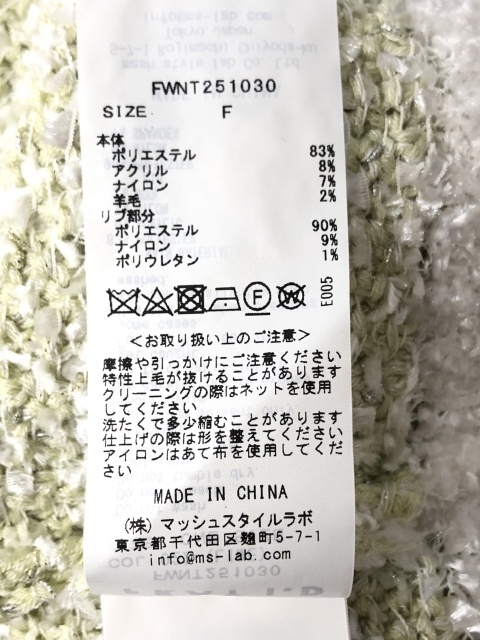 FWNT251030
SIZE F
本体
ポリエステル 83%
アクリル 8%
ナイロン 7%
羊毛 2%
リブ部分
ポリエステル 90%
ナイロン 9%
ポリウレタン 1%
F W E005
<お取り扱い上のご注意>
摩擦や引っかけにご注意ください
特性上毛が抜けることがあります
クリーニングの際はネットを使用
してください
洗たくで多少縮むことがあります
仕上げの際は形を整えてください
アイロンはあて布を使用してくだ
さい
MADE IN CHINA
(株) マッシュスタイルラボ
東京都千代田区麹町5-7-1
info@ms-lab.com